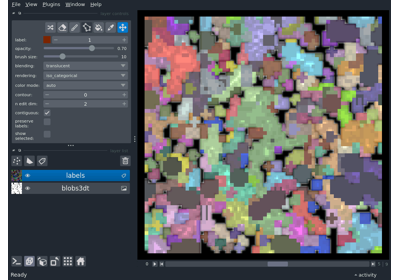 File View Plugins Window Help
label: 1
opacity: 0.70
brush size: 10
blending: translucent
rendering: iso_categorical
color mode: auto
contour: 0
n edit dim: 2
contiguous:
preserve labels:
show selected:
labels
blobs3dt
Ready
activity